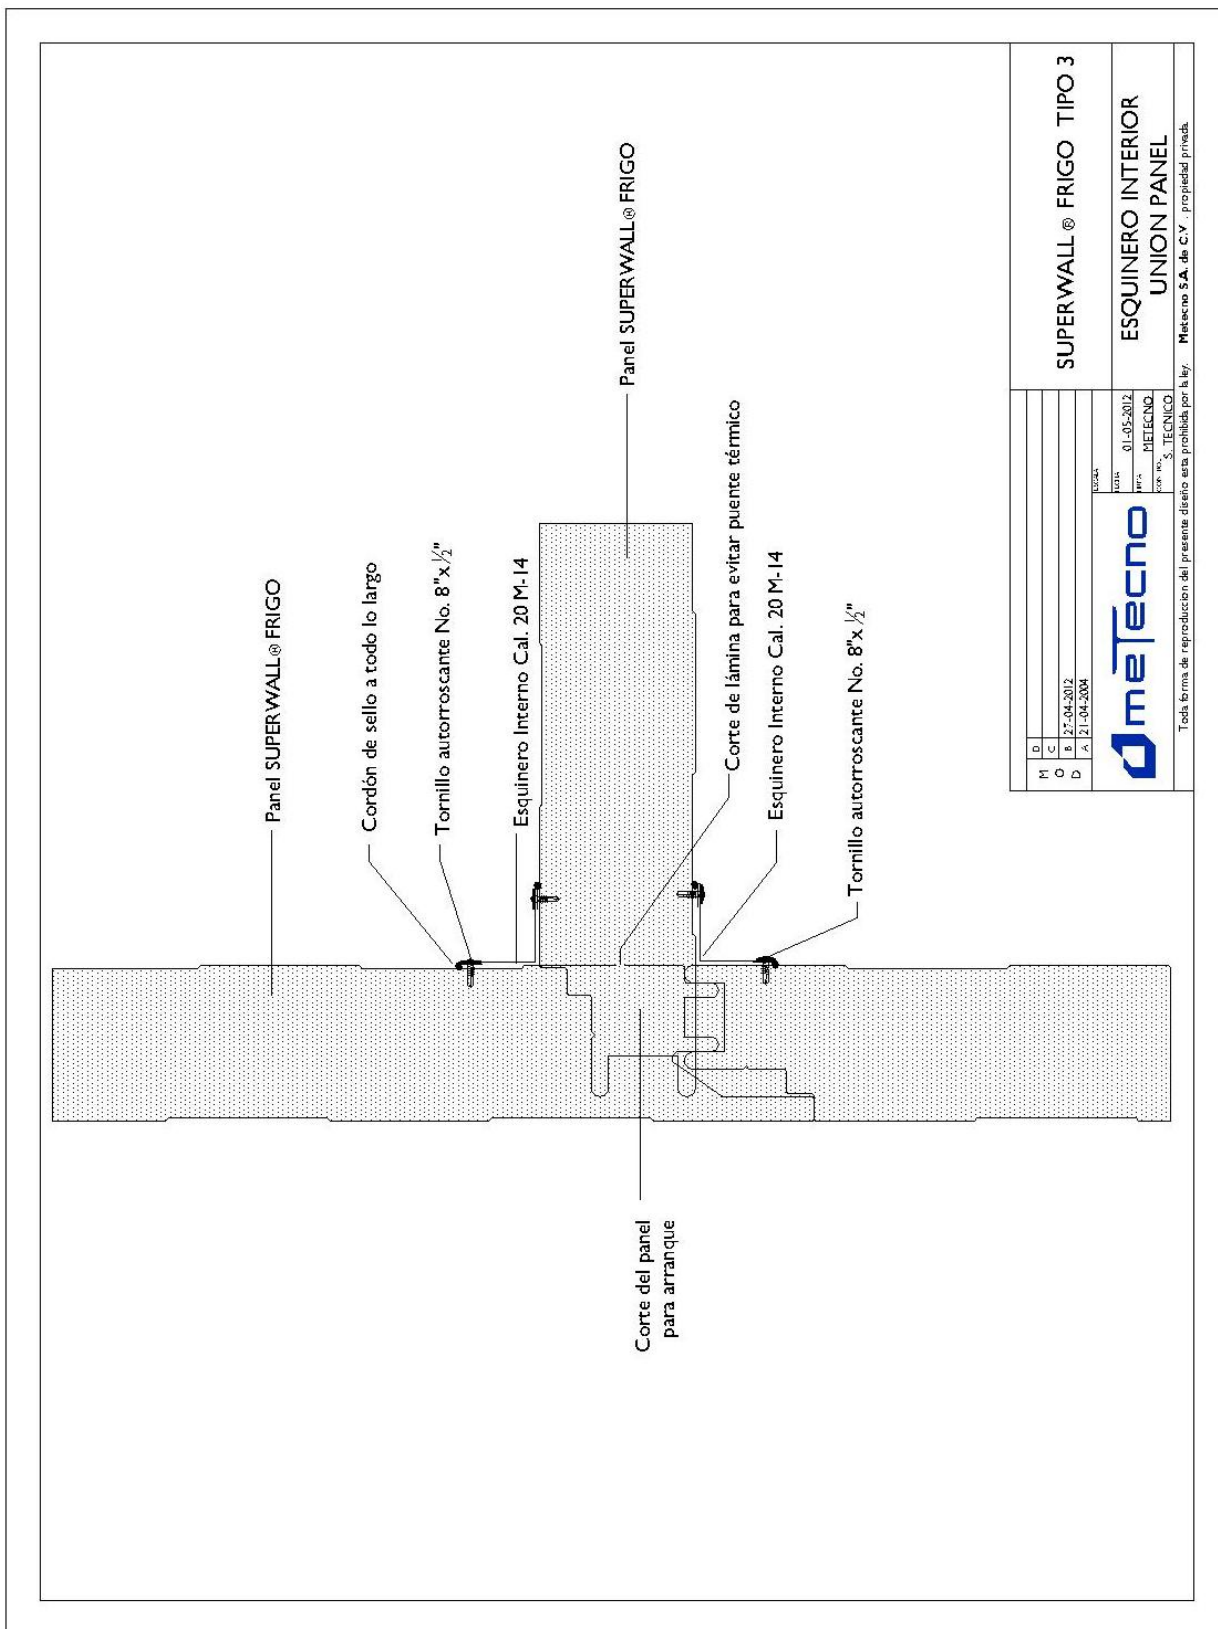 Panel SUPERWALL® FRIGO
Cordón de sello a todo lo largo
Tornillo autorroscante No. 8"x ½"
Esquinero Interno Cal. 20 M-14
Panel SUPERWALL® FRIGO
Corte de lámina para evitar puente térmico
Esquinero Interno Cal. 20 M-14
Tornillo autorroscante No. 8"x ½"
Corte del panel
para arranque
M O D
D
C
B 27-04-2012
A 21-04-2004
SUPERWALL ® FRIGO TIPO 3
meTecno
ESCALA
FECHA 01-05-2012
METECNO
S. TECNICO
ESQUINERO INTERIOR
UNION PANEL
Toda forma de reproduccion del presente diseño esta prohibida por la ley. Metecno S.A. de C.V. propiedad privada.